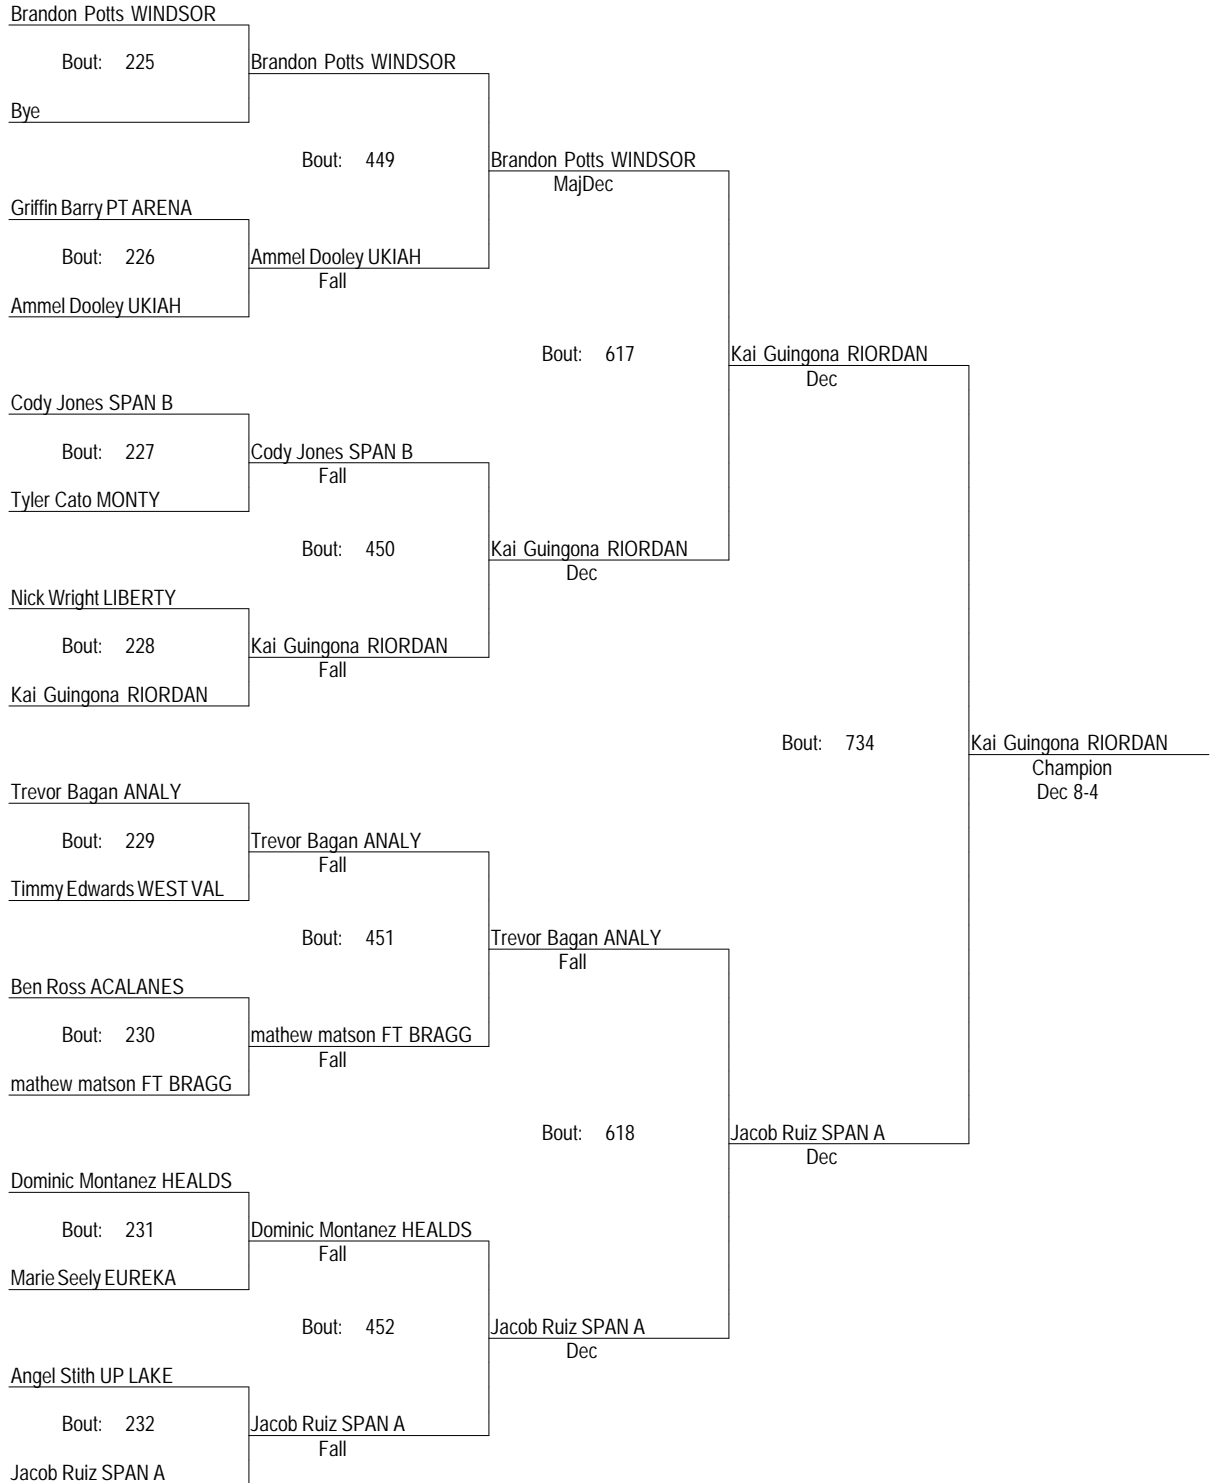 Brandon Potts WINDSOR
Bout: 225 Brandon Potts WINDSOR
Bye
Bout: 449 Brandon Potts WINDSOR
MajDec
Griffin Barry PT ARENA
Bout: 226 Ammel Dooley UKIAH
Fall
Ammel Dooley UKIAH
Bout: 617 Kai Guingona RIORDAN
Dec
Cody Jones SPAN B
Bout: 227 Cody Jones SPAN B
Fall
Tyler Cato MONTY
Bout: 450 Kai Guingona RIORDAN
Dec
Nick Wright LIBERTY
Bout: 228 Kai Guingona RIORDAN
Fall
Kai Guingona RIORDAN
Bout: 734 Kai Guingona RIORDAN
Champion
Dec 8-4
Trevor Bagan ANALY
Bout: 229 Trevor Bagan ANALY
Fall
Timmy Edwards WEST VAL
Bout: 451 Trevor Bagan ANALY
Fall
Ben Ross ACALANES
Bout: 230 mathew matson FT BRAGG
Fall
mathew matson FT BRAGG
Bout: 618 Jacob Ruiz SPAN A
Dec
Dominic Montanez HEALDS
Bout: 231 Dominic Montanez HEALDS
Fall
Marie Seely EUREKA
Bout: 452 Jacob Ruiz SPAN A
Dec
Angel Stith UP LAKE
Bout: 232 Jacob Ruiz SPAN A
Fall
Jacob Ruiz SPAN A